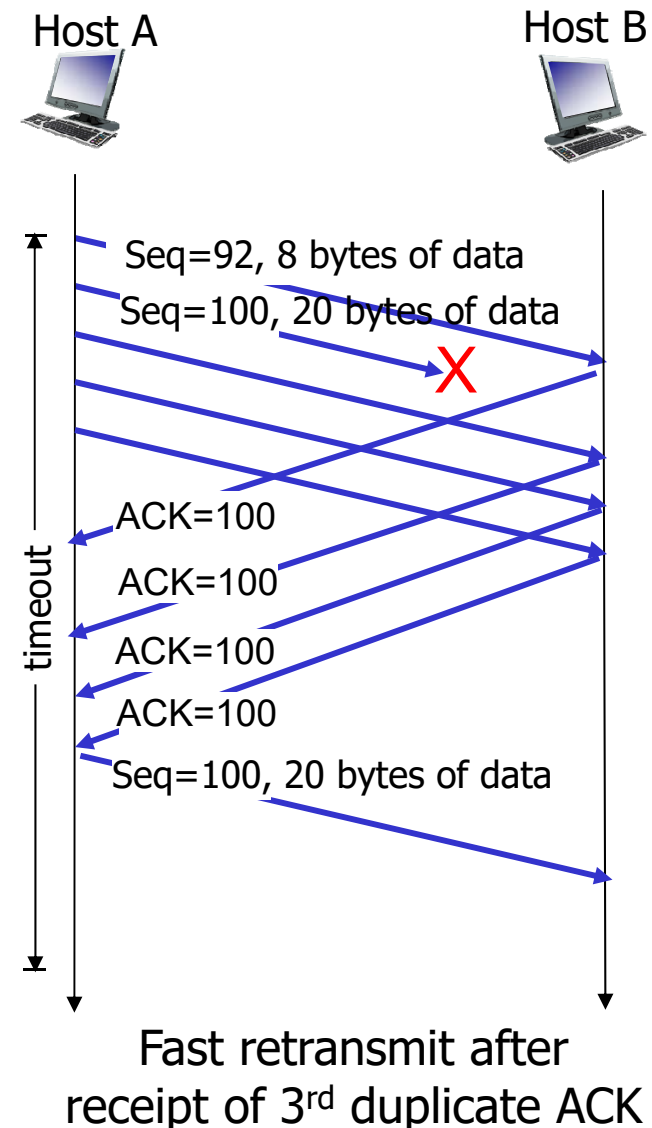 Host A
Host B
Seq=92, 8 bytes of data
Seq=100, 20 bytes of data
X
timeout
ACK=100
ACK=100
ACK=100
ACK=100
Seq=100, 20 bytes of data
Fast retransmit after
receipt of 3rd duplicate ACK